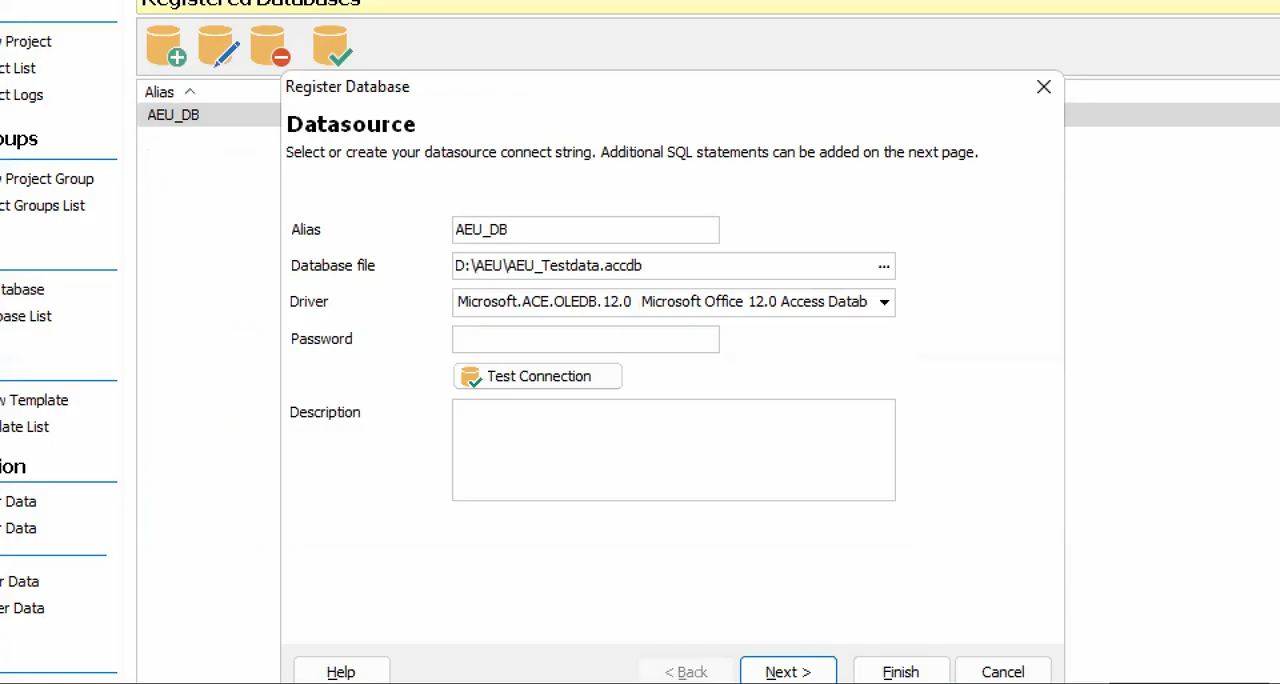 Registered Databases
Project
ct List
ct Logs
oups
Project Group
ct Groups List
tabase
base List
w Template
late List
ion
r Data
r Data
r Data
er Data
Alias
AEU_DB
Register Database
Datasource
Select or create your datasource connect string. Additional SQL statements can be added on the next page.
Alias
AEU_DB
Database file
D:\AEU\AEU_Testdata.accdb
...
Driver
Microsoft.ACE.OLEDB.12.0 Microsoft Office 12.0 Access Datab
Password
Test Connection
Description
Help
< Back
Next >
Finish
Cancel